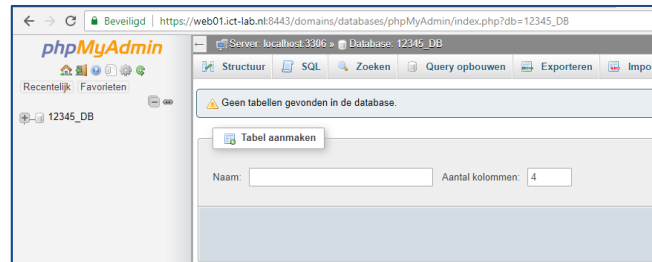 Beveiligd | https://web01.ict-lab.nl:8443/domains/databases/phpMyAdmin/index.php?db=12345_DB
phpMyAdmin
Recentelijk Favorieten
12345_DB
Server: localhost:3306 » Database: 12345_DB
Structuur SQL Zoeken Query opbouwen Exporteren Impo
Geen tabellen gevonden in de database.
Tabel aanmaken
Naam: Aantal kolommen: 4